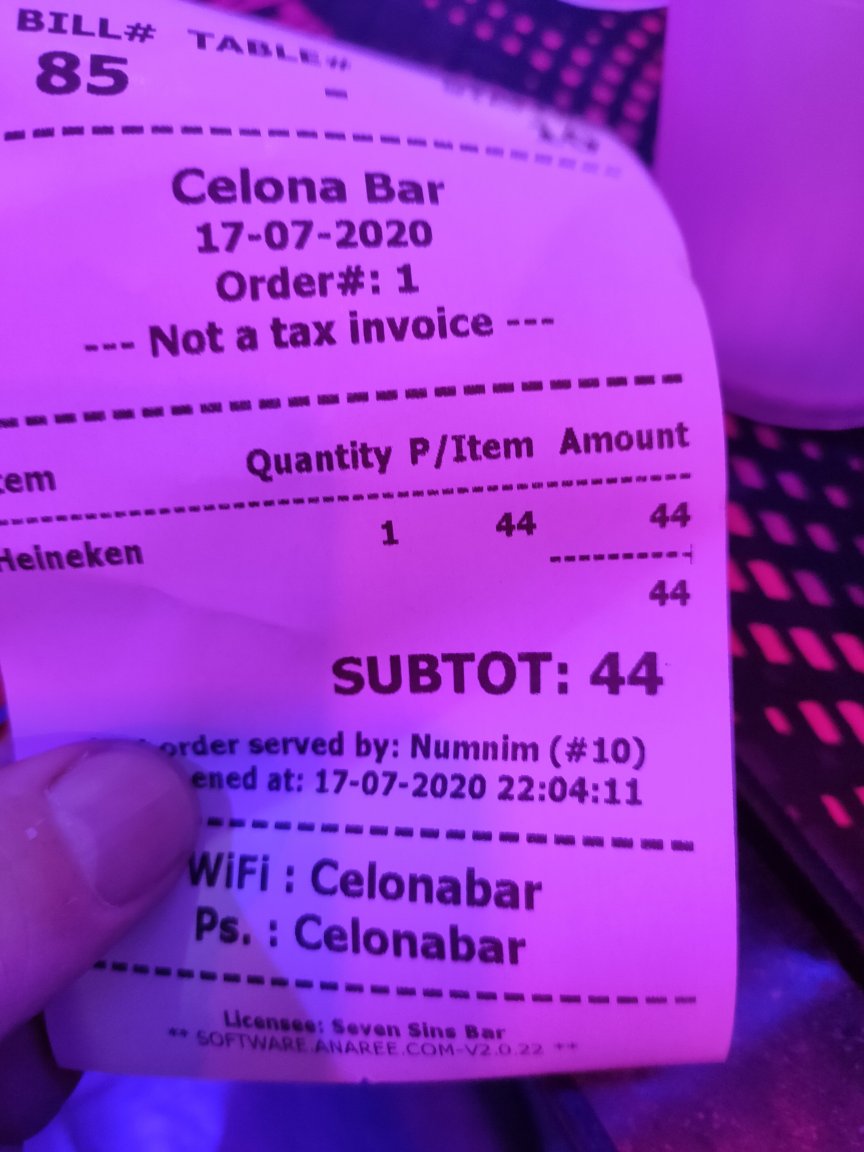 BILL# TABLE#
85 -
Celona Bar
17-07-2020
Order#: 1
--- Not a tax invoice ---
tem Quantity P/Item Amount
Heineken 1 44 44
44
SUBTOT: 44
order served by: Numnim (#10)
ened at: 17-07-2020 22:04:11
WiFi : Celonabar
Ps. : Celonabar
Licensee: Seven Sins Bar
** SOFTWARE.ANAREE.COM-V2.0.22 **